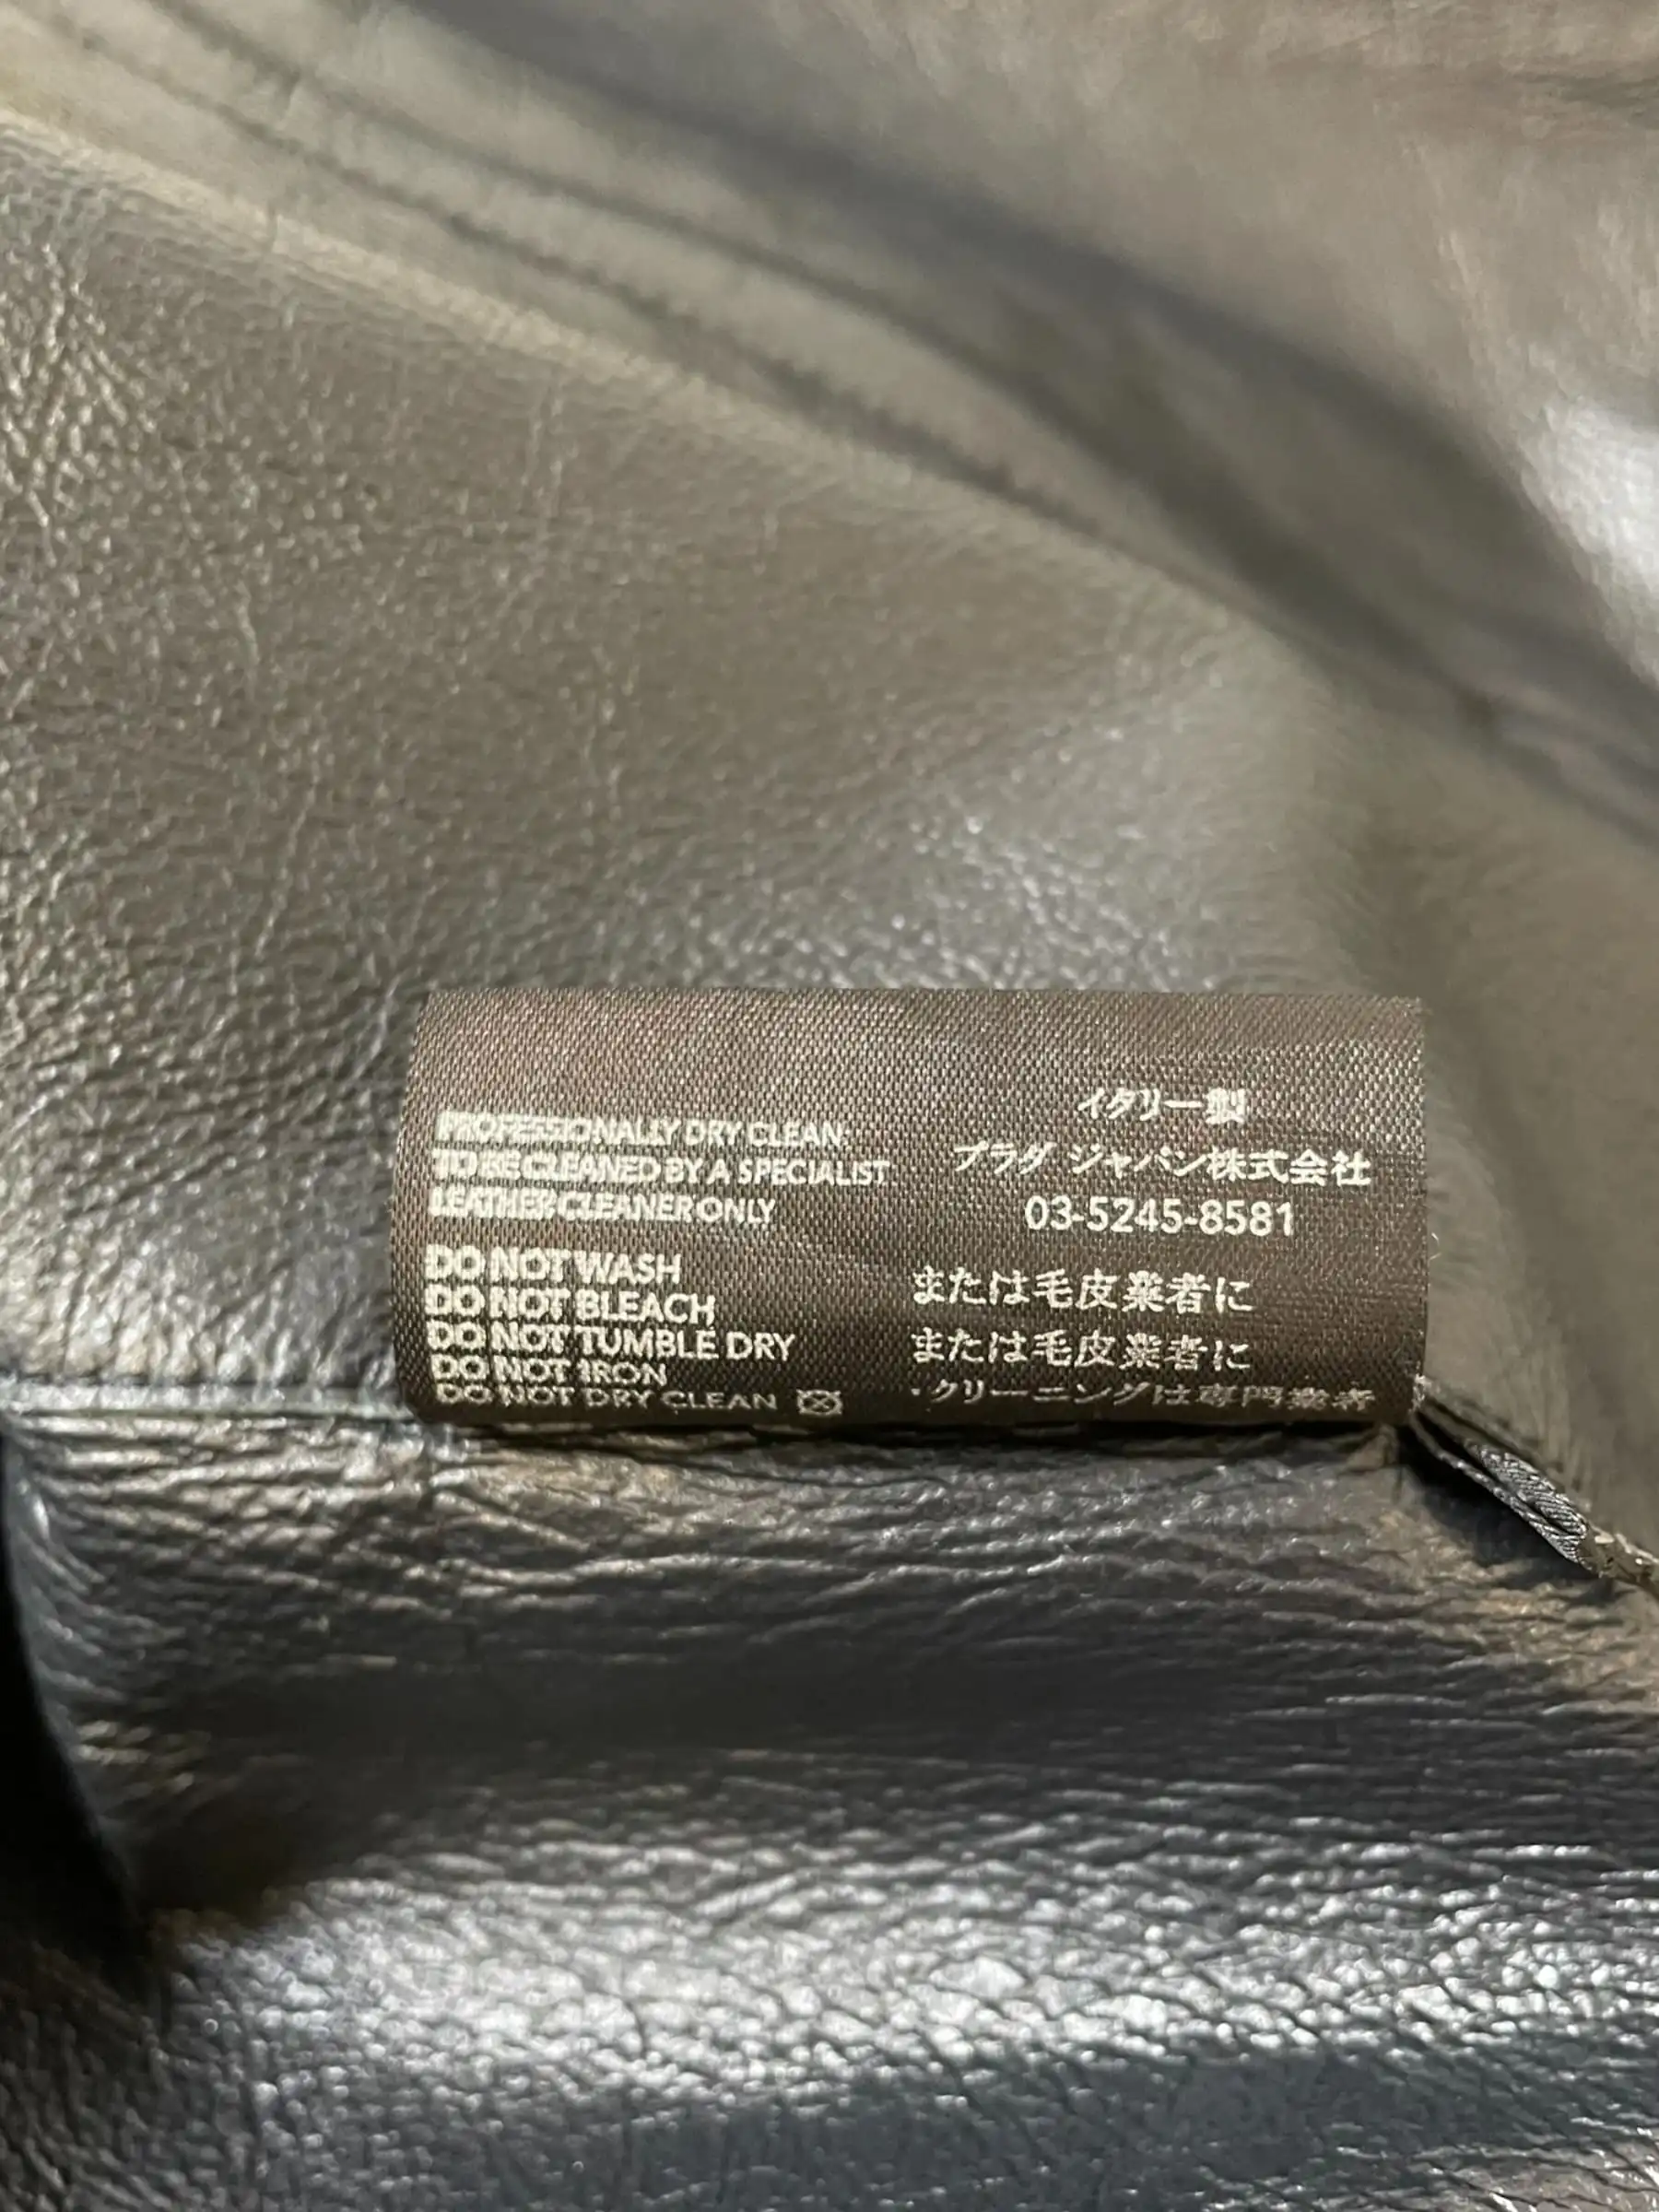 PROFESSIONALLY DRY CLEAN
TO BE CLEANED BY A SPECIALIST
LEATHER CLEANER ONLY
DO NOT WASH
DO NOT BLEACH
DO NOT TUMBLE DRY
DO NOT IRON
DO NOT DRY CLEAN
イタリー製
プラダ ジャパン株式会社
03-5245-8581
または毛皮業者に
または毛皮業者に
・クリーニングは専門業者